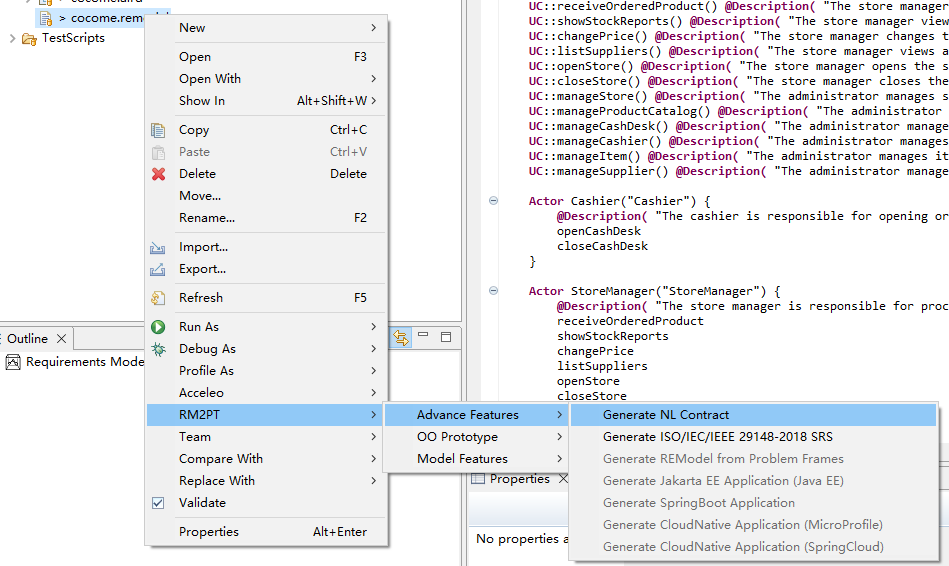 > cocome.remodel
TestScripts
New
Open F3
Open With
Show In Alt+Shift+W
Copy Ctrl+C
Paste Ctrl+V
Delete Delete
Move...
Rename... F2
Import...
Export...
Refresh F5
Run As
Debug As
Profile As
Acceleo
RM2PT
Team
Compare With
Replace With
Validate
Properties Alt+Enter
Outline
Requirements Mode
Advance Features
OO Prototype
Model Features
Generate NL Contract
Generate ISO/IEC/IEEE 29148-2018 SRS
Generate REModel from Problem Frames
Generate Jakarta EE Application (Java EE)
Generate SpringBoot Application
Generate CloudNative Application (MicroProfile)
Generate CloudNative Application (SpringCloud)
UC::receiveOrderedProduct() @Description( "The store manager
UC::showStockReports() @Description( "The store manager view
UC::changePrice() @Description( "The store manager changes t
UC::listSuppliers() @Description( "The store manager views a
UC::openStore() @Description( "The store manager opens the s
UC::closeStore() @Description( "The store manager closes the
UC::manageStore() @Description( "The administrator manages s
UC::manageProductCatalog() @Description( "The administrator
UC::manageCashDesk() @Description( "The administrator manage
UC::manageCashier() @Description( "The administrator manages
UC::manageItem() @Description( "The administrator manages it
UC::manageSupplier() @Description( "The administrator manage
Actor Cashier("Cashier") {
@Description( "The cashier is responsible for opening or
openCashDesk
closeCashDesk
}
Actor StoreManager("StoreManager") {
@Description( "The store manager is responsible for proc
receiveOrderedProduct
showStockReports
changePrice
listSuppliers
openStore
closeStore
Properties
No properties a